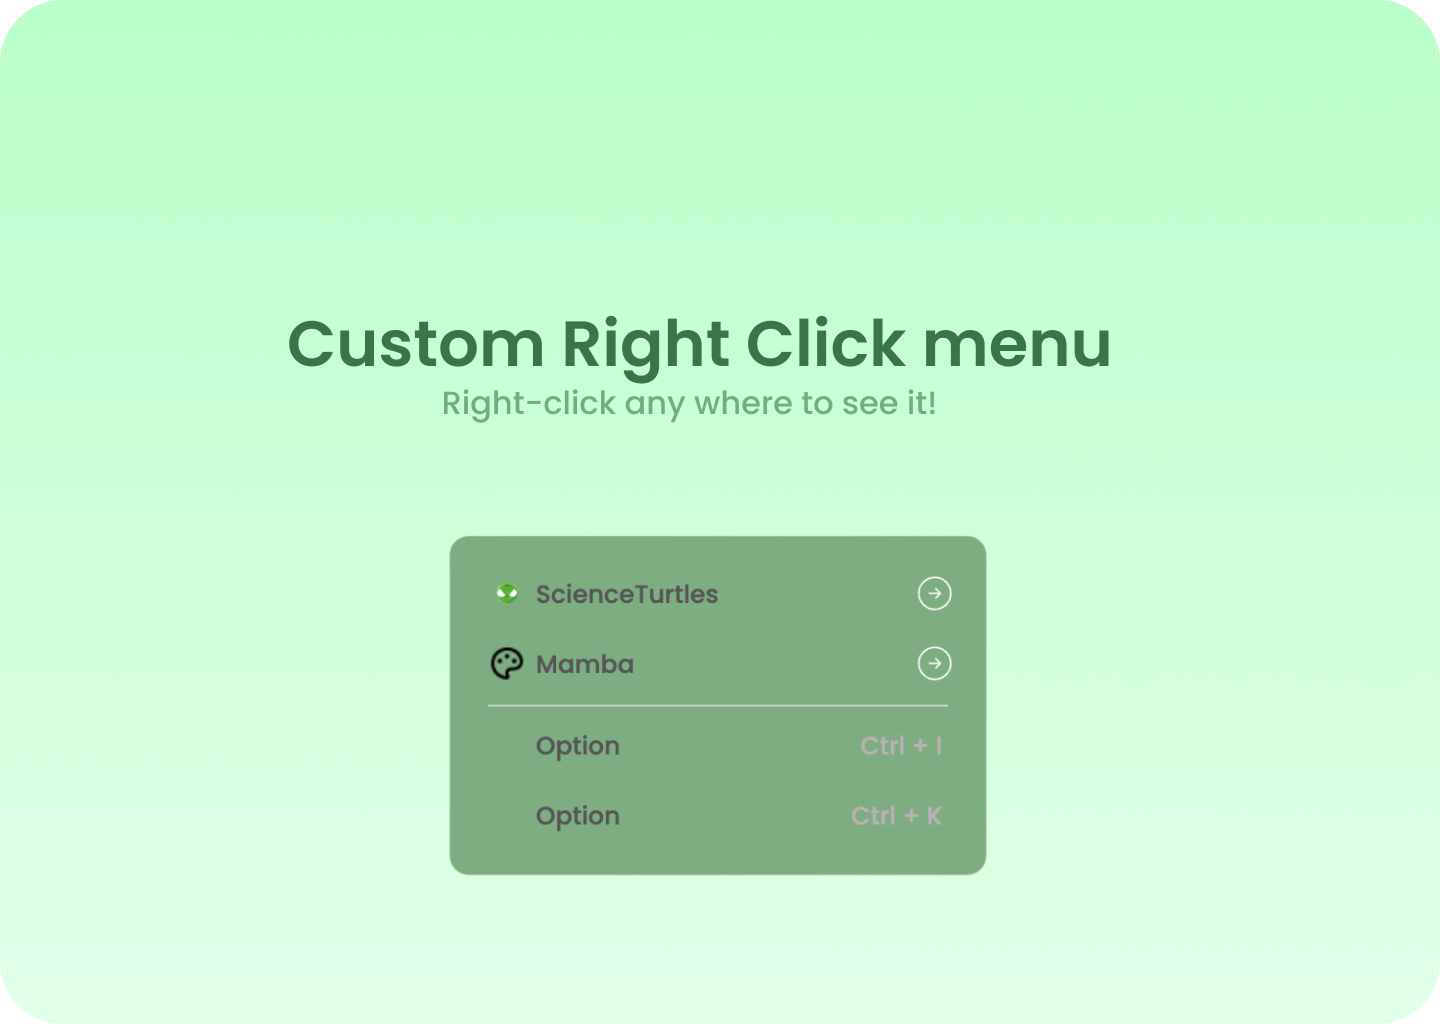 Custom Right Click menu
Right-click any where to see it!
ScienceTurtles
Mamba
Option Ctrl + I
Option Ctrl + K